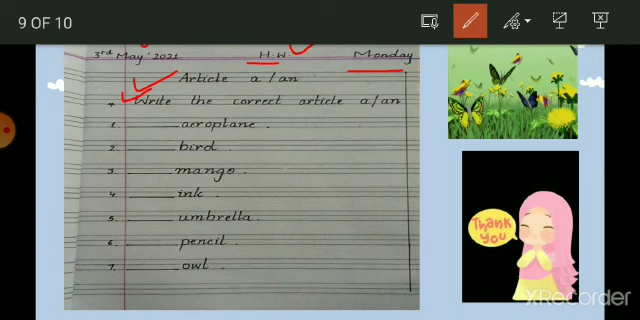 9 OF 10
3rd May' 2021 H.W. Monday
Article a/an
Write the correct article a/an
1. ______ aeroplane.
2. ______ bird.
3. ______ mango.
4. ______ ink.
5. ______ umbrella.
6. ______ pencil.
7. ______ owl.
Thank
you
XRecorder